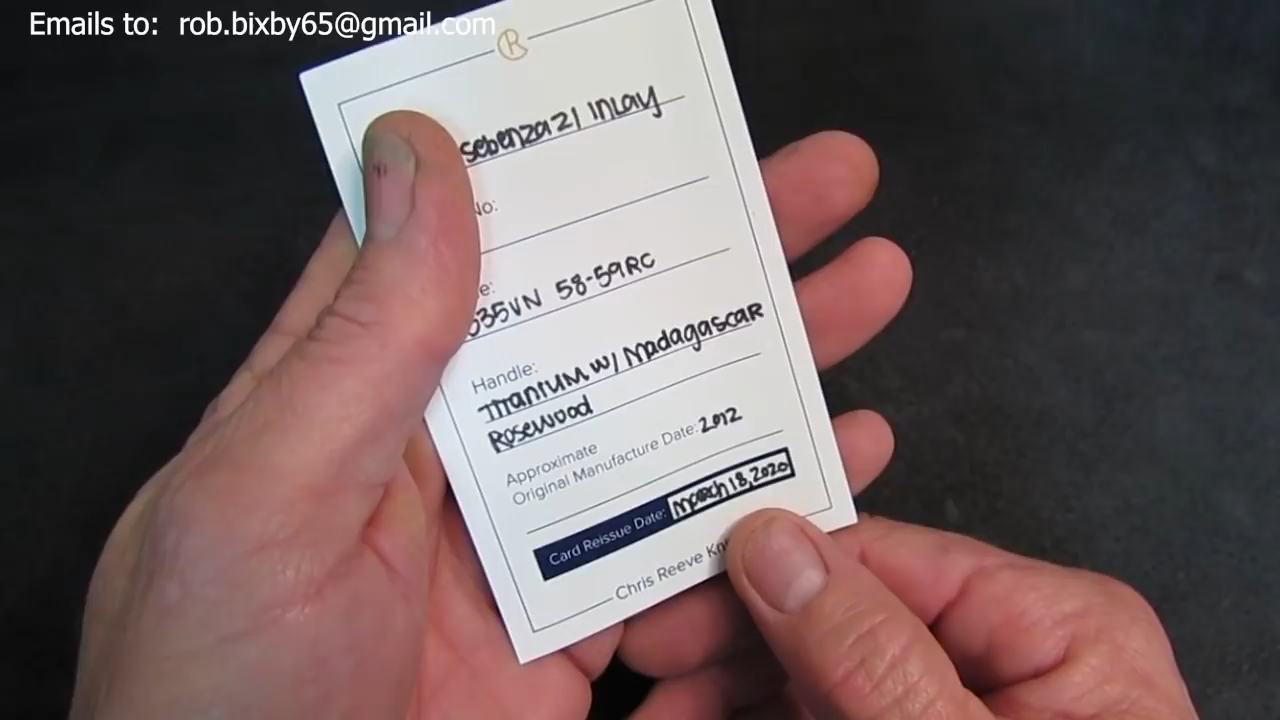 Emails to: rob.bixby65@gmail.com
R
Sebenza 21 Inlay
No:
35VN 58-59RC
Handle:
Titanium w/ Madagascar
Rosewood
Approximate
Original Manufacture Date: 2012
Card Reissue Date: March 18, 2020
Chris Reeve